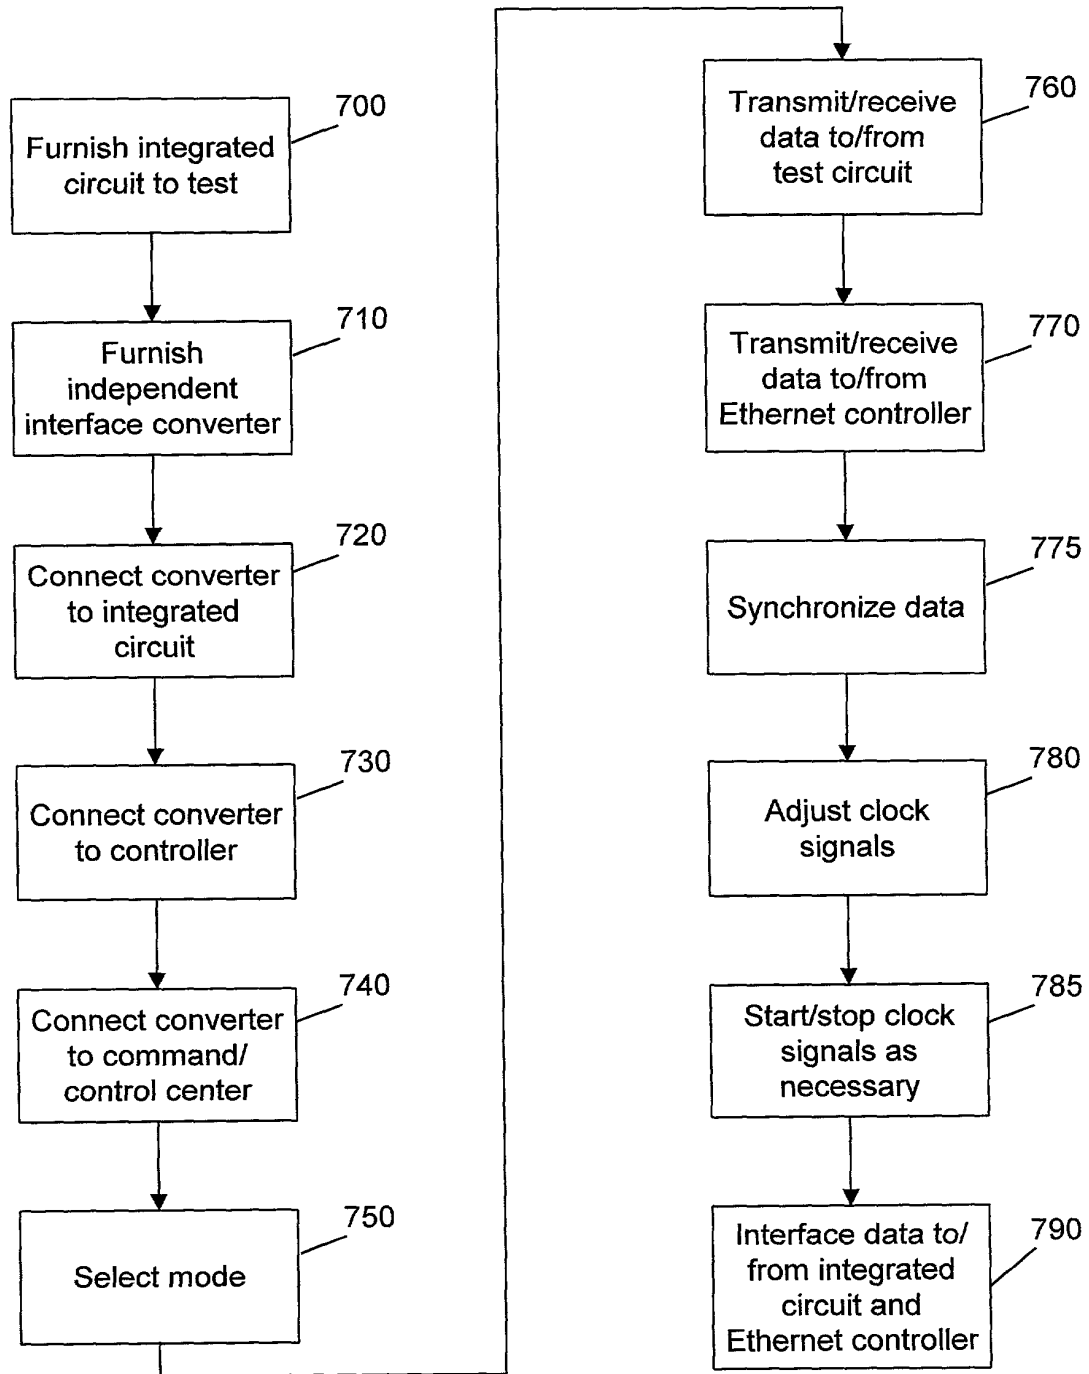 700
Furnish integrated
circuit to test
710
Furnish
independent
interface converter
720
Connect converter
to integrated
circuit
730
Connect converter
to controller
740
Connect converter
to command/
control center
750
Select mode
760
Transmit/receive
data to/from
test circuit
770
Transmit/receive
data to/from
Ethernet controller
775
Synchronize data
780
Adjust clock
signals
785
Start/stop clock
signals as
necessary
790
Interface data to/
from integrated
circuit and
Ethernet controller